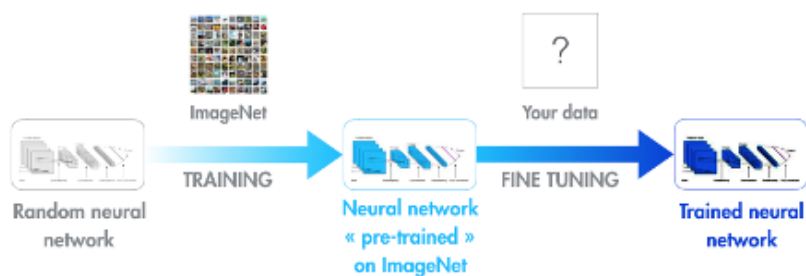 ImageNet
Your data
?
TRAINING
FINE TUNING
Random neural
network
Neural network
« pre-trained »
on ImageNet
Trained neural
network